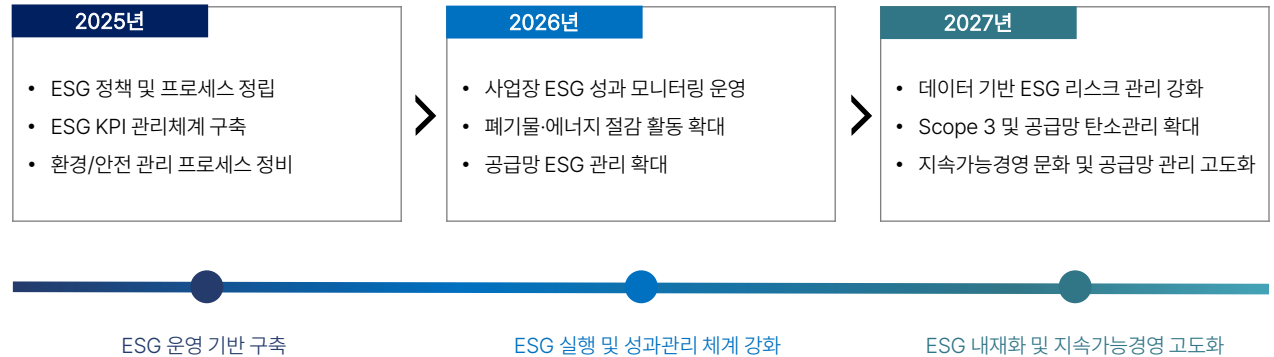 2025년
• ESG 정책 및 프로세스 정립
• ESG KPI 관리체계 구축
• 환경/안전 관리 프로세스 정비
2026년
• 사업장 ESG 성과 모니터링 운영
• 폐기물·에너지 절감 활동 확대
• 공급망 ESG 관리 확대
2027년
• 데이터 기반 ESG 리스크 관리 강화
• Scope 3 및 공급망 탄소관리 확대
• 지속가능경영 문화 및 공급망 관리 고도화
ESG 운영 기반 구축
ESG 실행 및 성과관리 체계 강화
ESG 내재화 및 지속가능경영 고도화